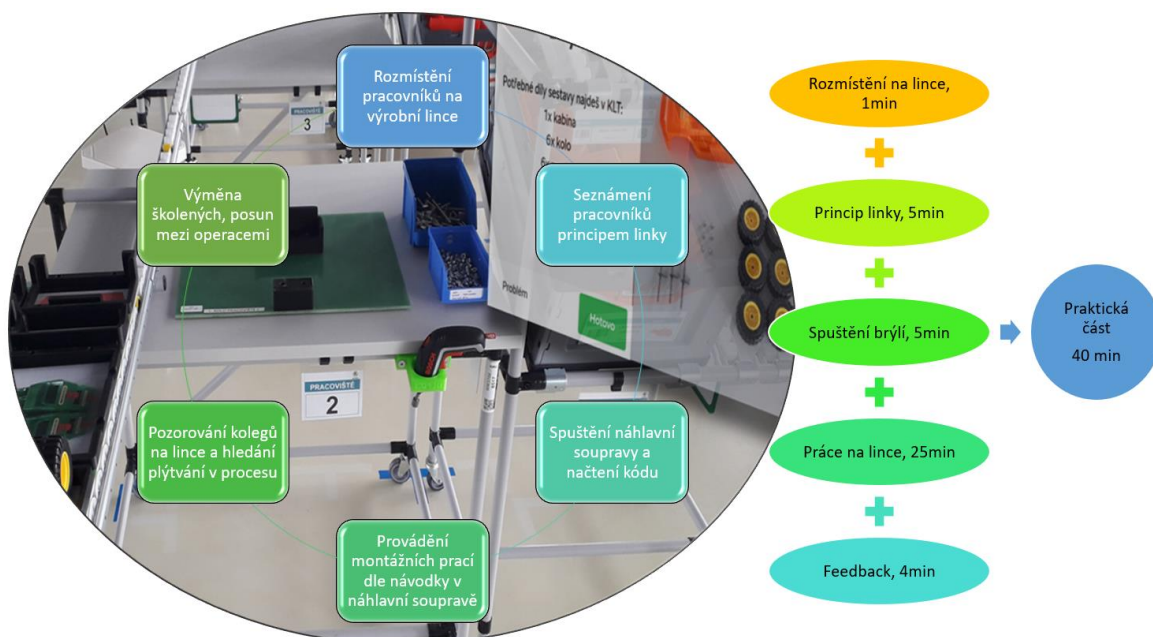 Rozmístění
pracovníků na
výrobní lince
Seznámení
pracovníků
principem linky
Spuštění náhlavní
soupravy a
načtení kódu
Provádění
montážních prací
dle návodky v
náhlavní soupravě
Pozorování kolegů
na lince a hledání
plýtvání v procesu
Výměna
školených, posun
mezi operacemi
PRACOVIŠTĚ
3
Potřebné díly sestavy najdeš v KLT:
1x kabina
6x kolo
Problém
Hotovo
BOSCH
PRACOVIŠTĚ
2
Rozmístění na lince,
1min
Princip linky, 5min
Spuštění brýlí, 5min
Práce na lince, 25min
Feedback, 4min
Praktická
část
40 min